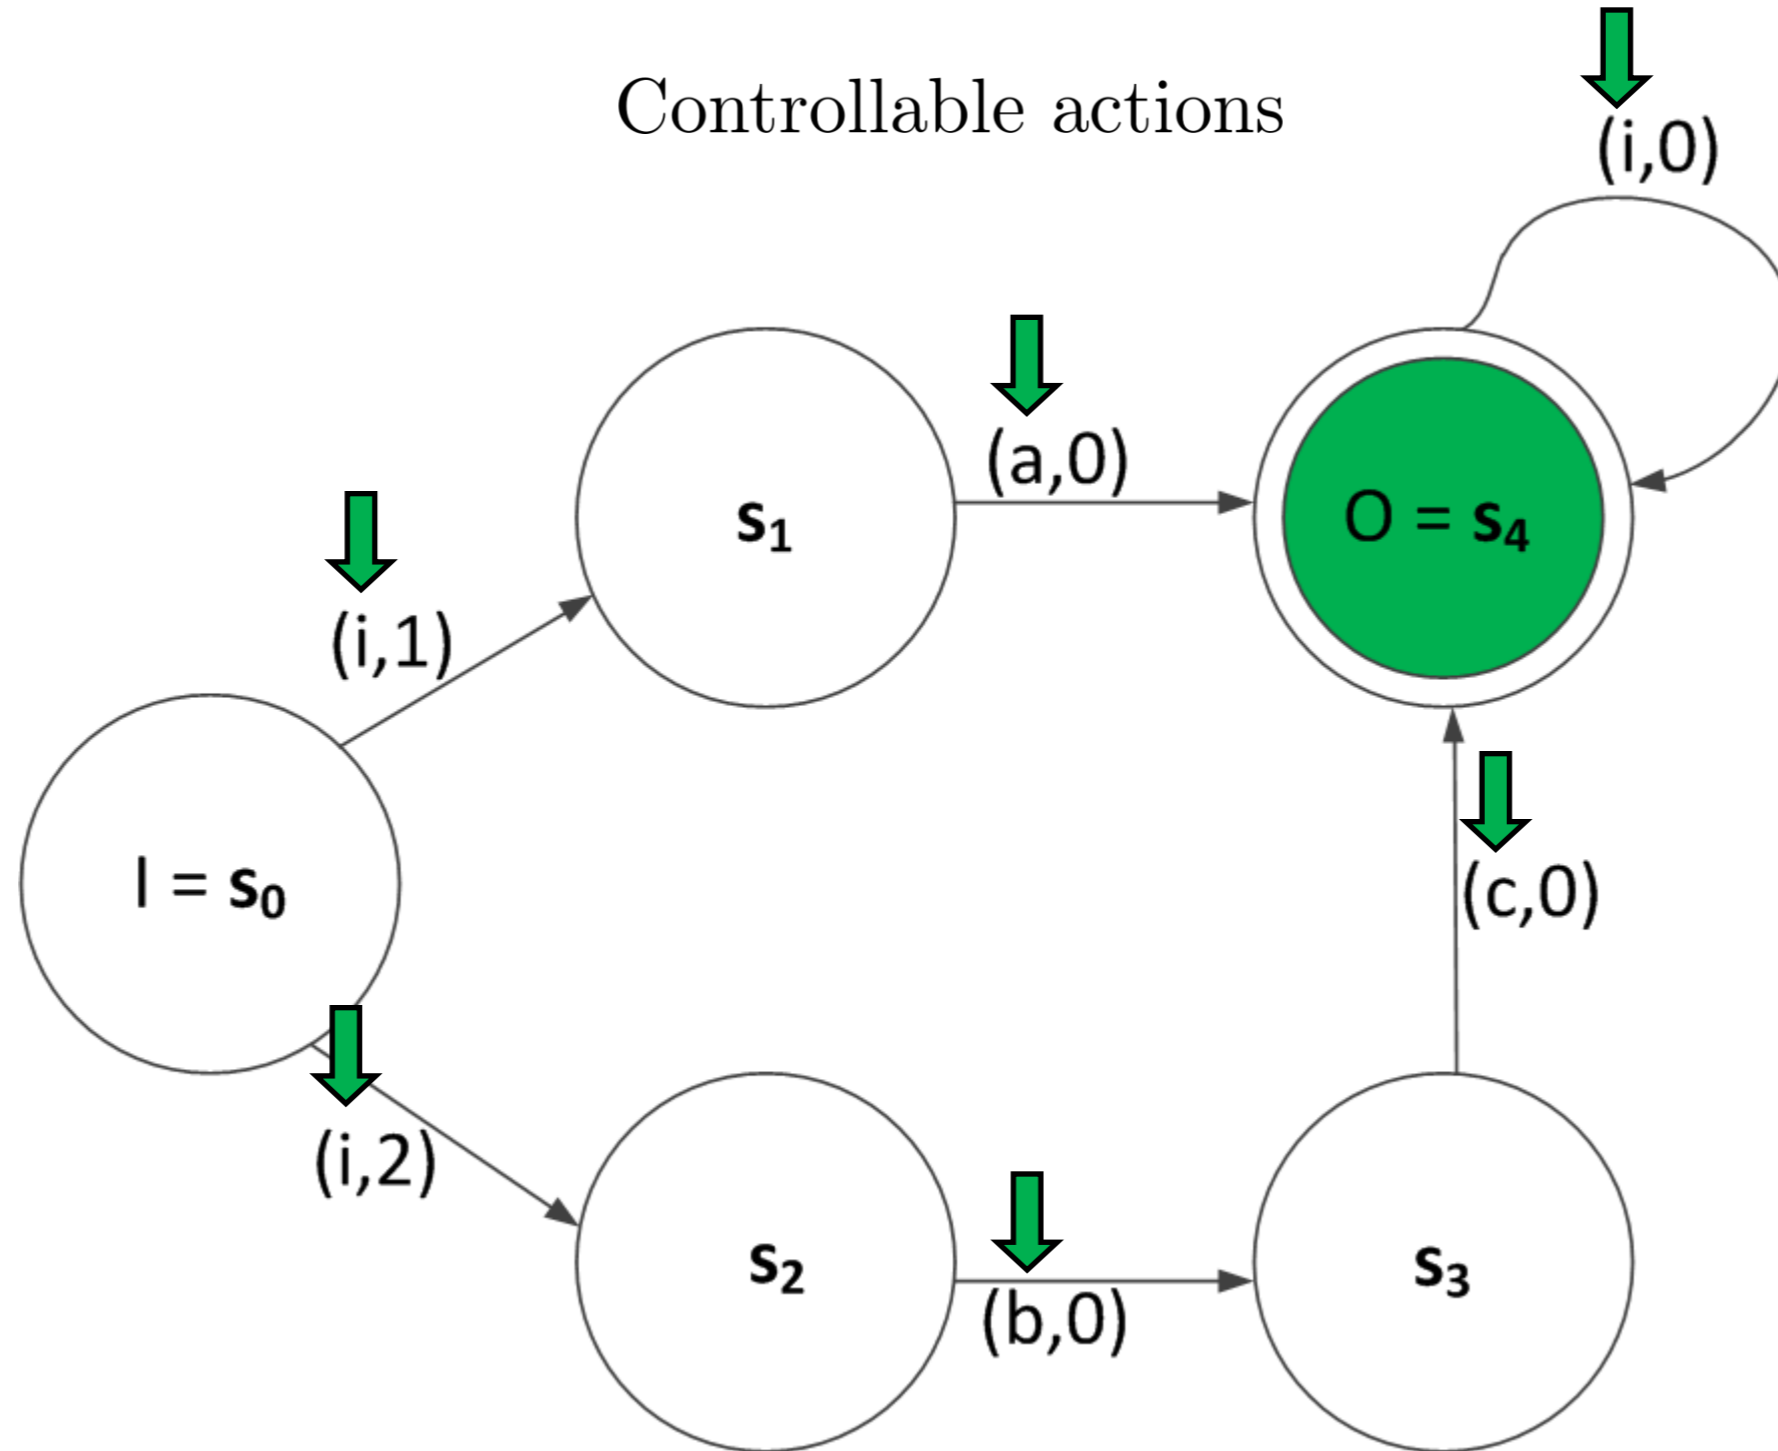 Controllable actions
(i,0)
(a,0)
s₁
O = s₄
(i,1)
I = s₀
(c,0)
(i,2)
s₂
(b,0)
s₃